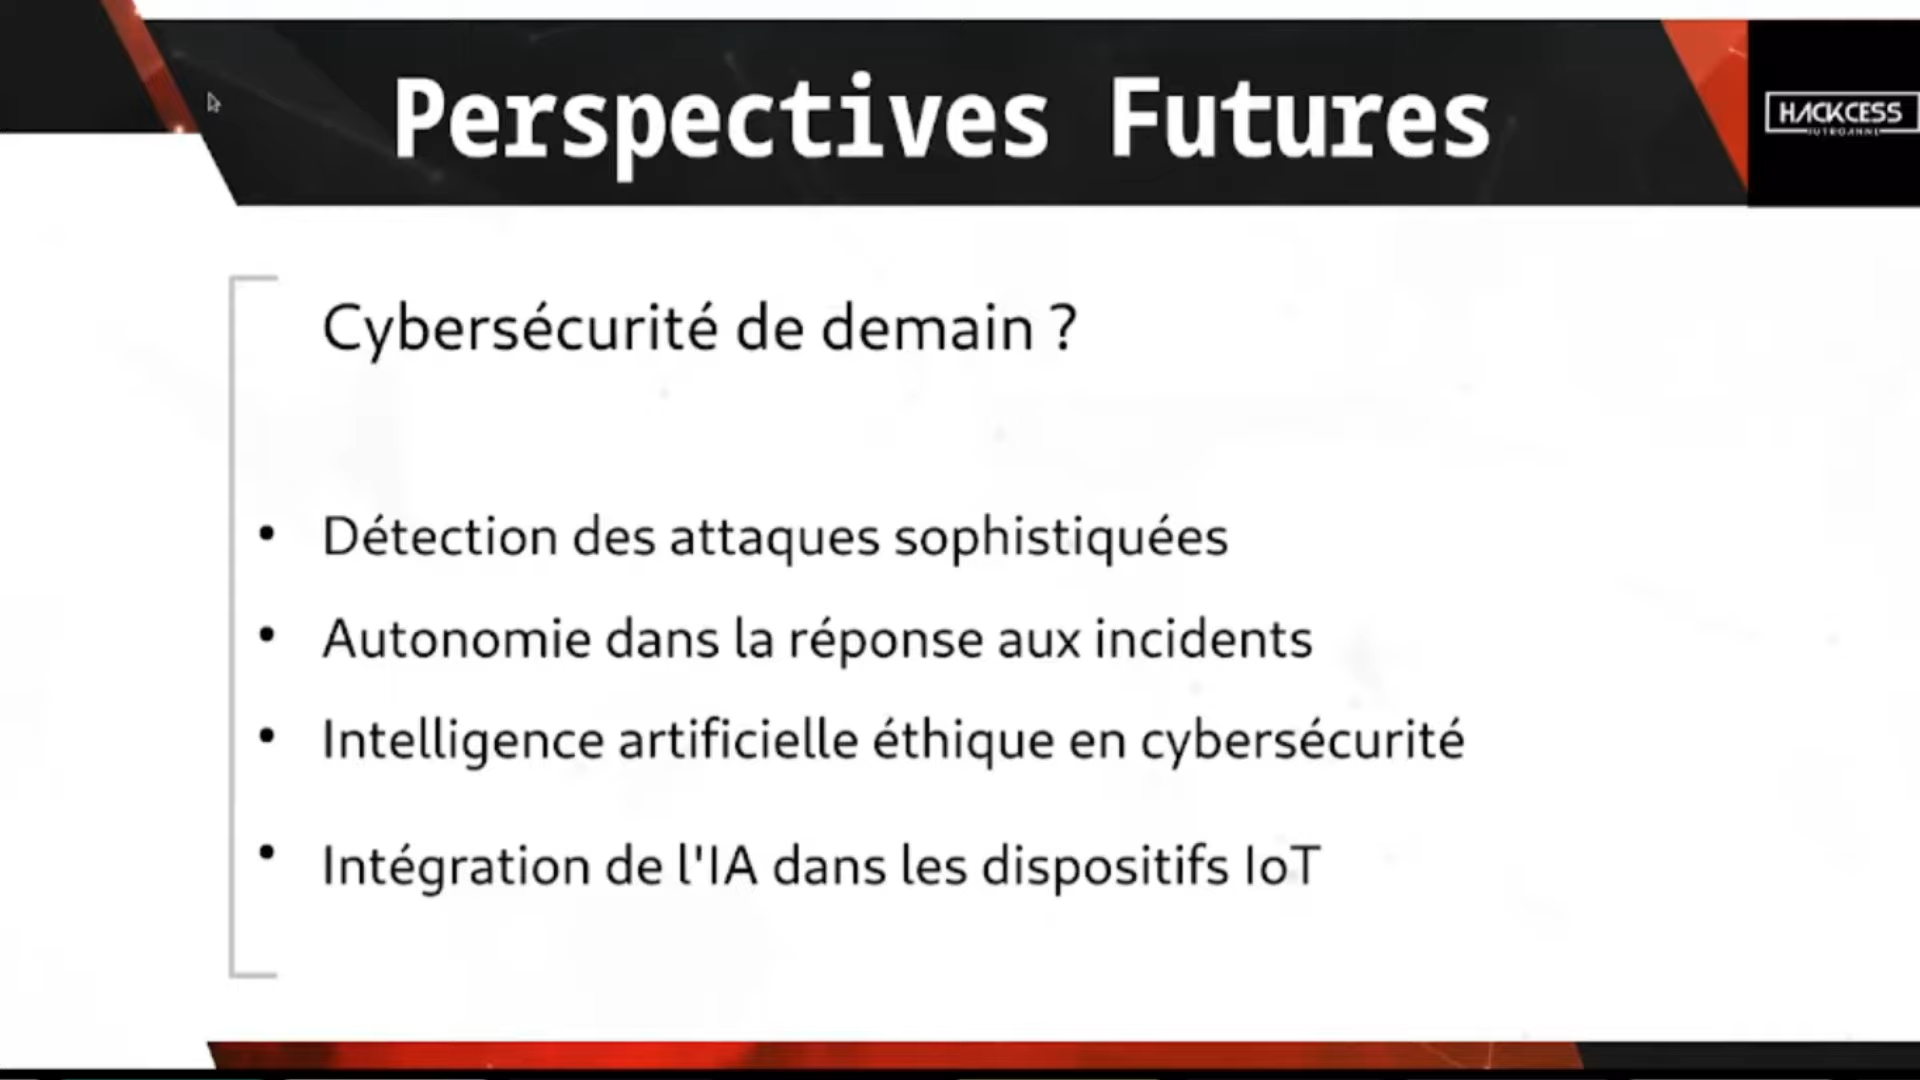 Perspectives Futures
HACKCESS
Cybersécurité de demain ?
• Détection des attaques sophistiquées
• Autonomie dans la réponse aux incidents
• Intelligence artificielle éthique en cybersécurité
• Intégration de l'IA dans les dispositifs IoT